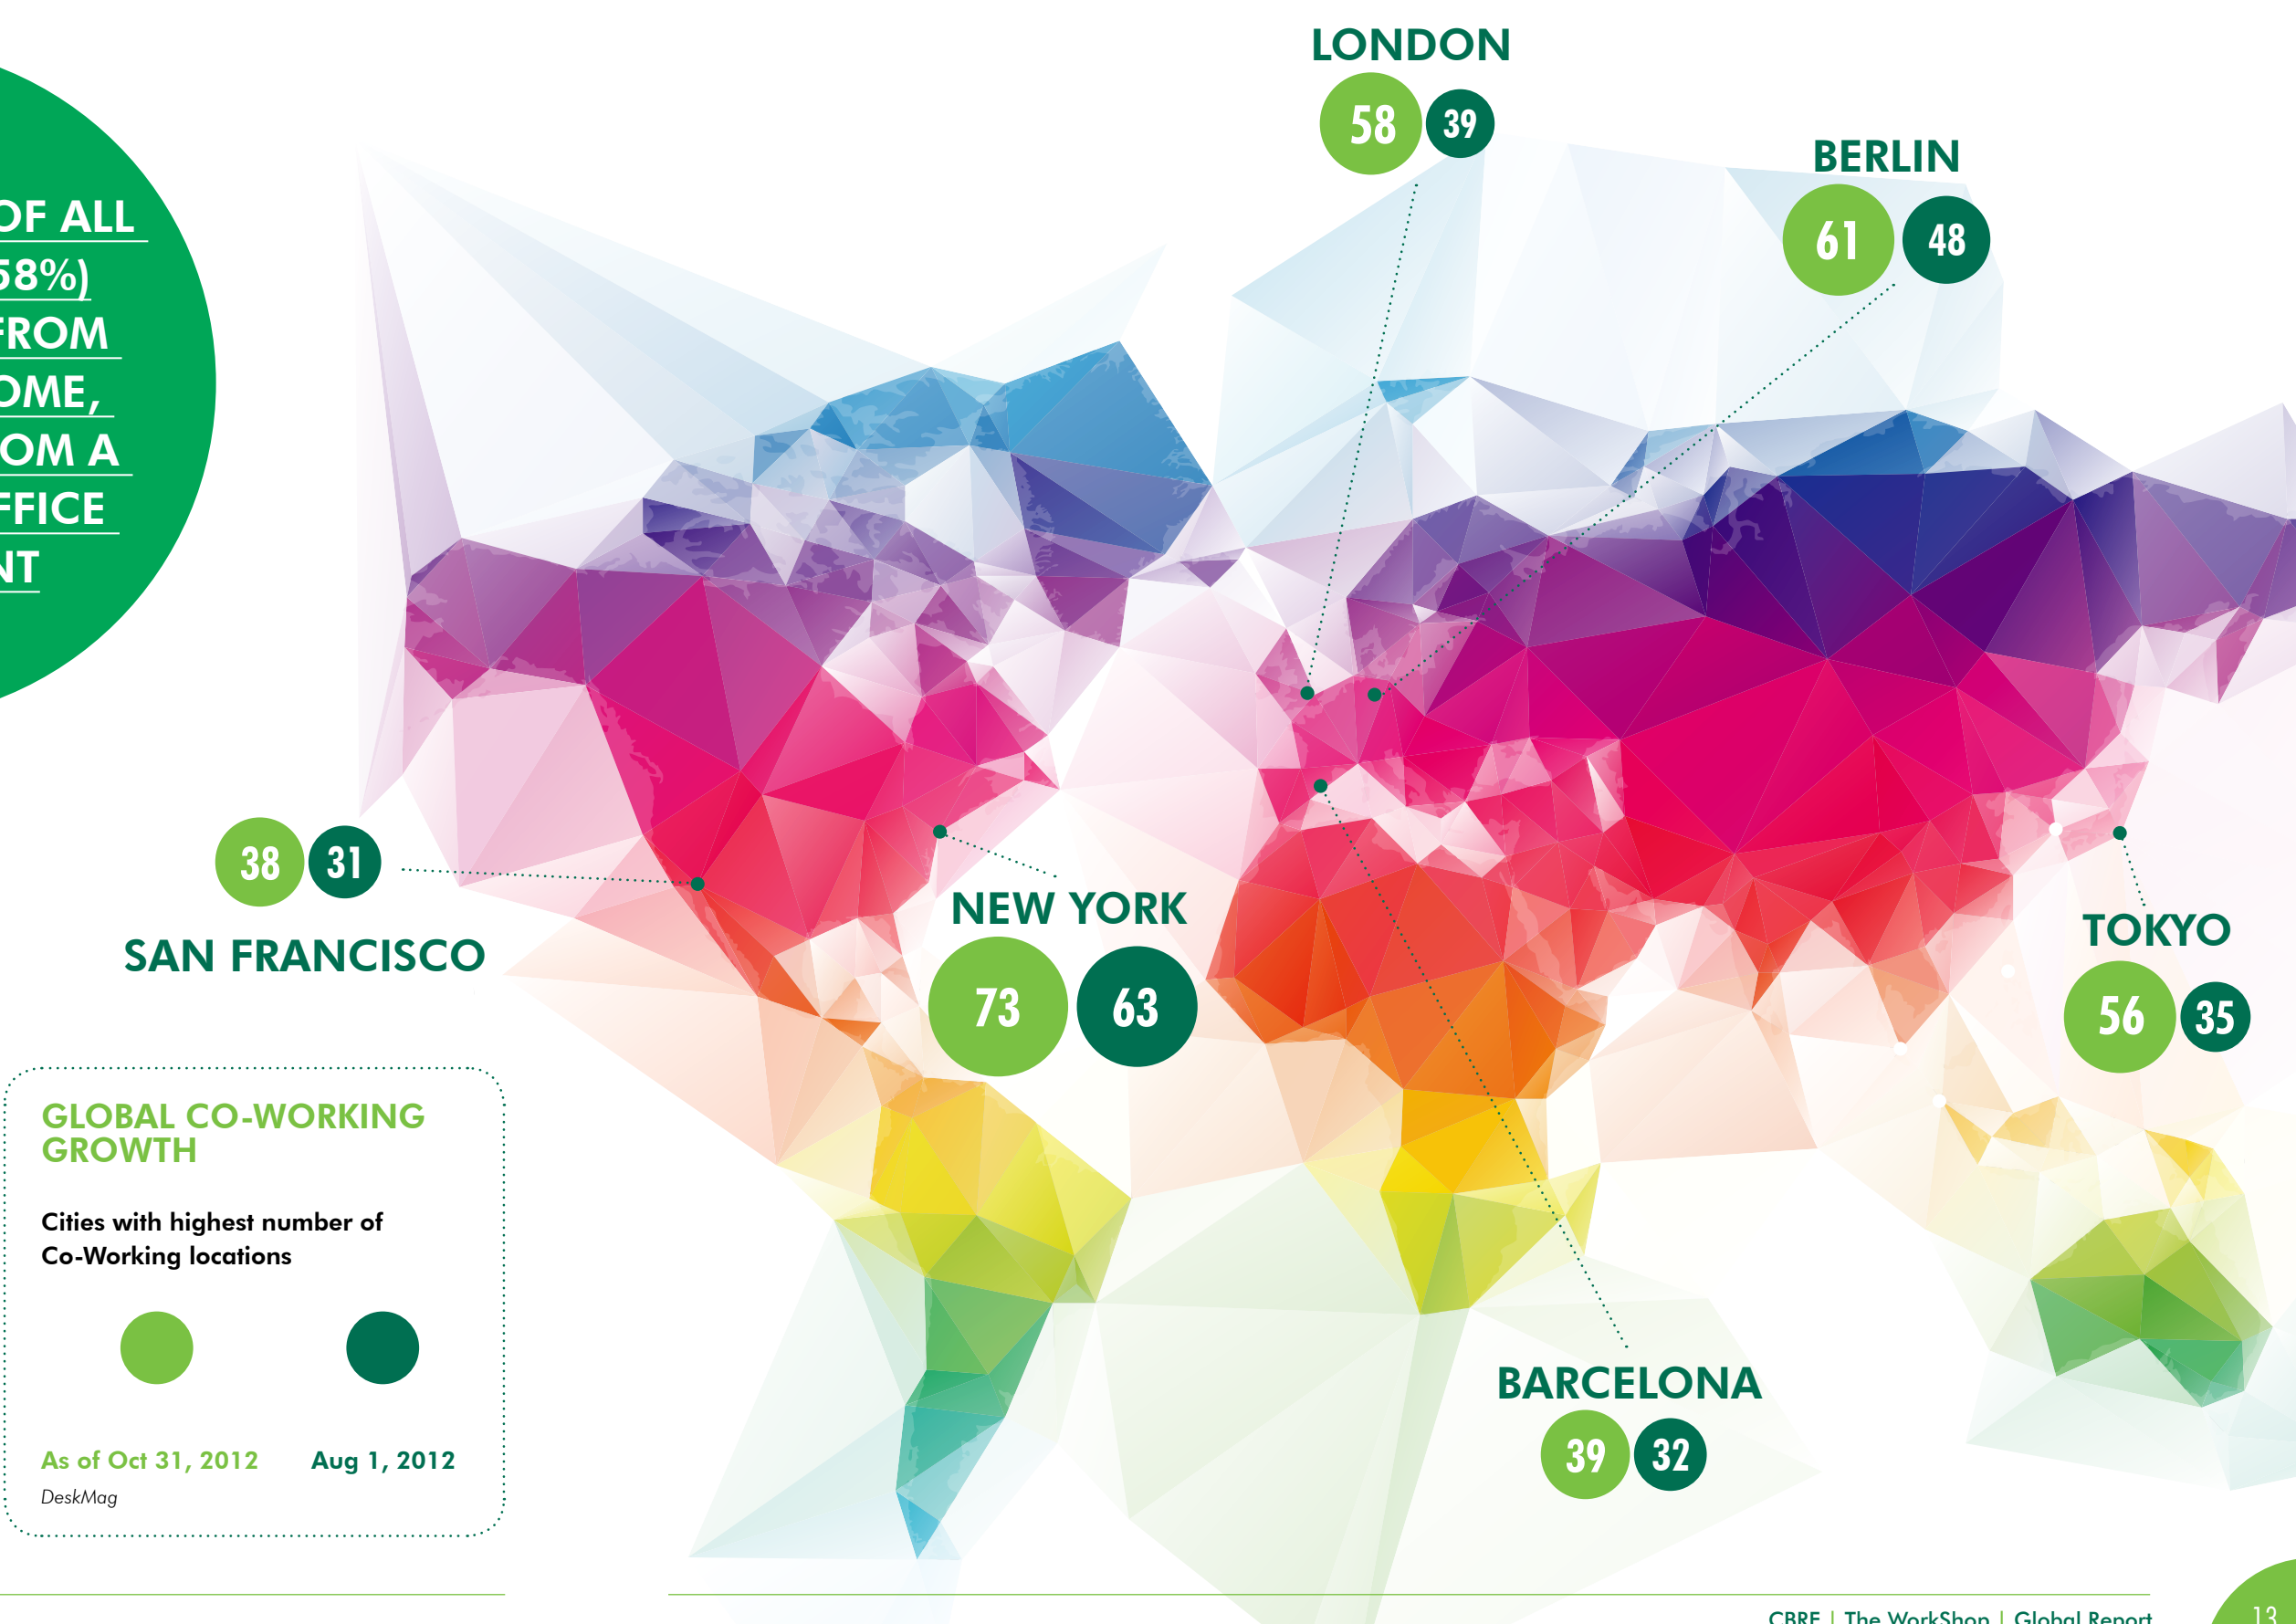 OF ALL
58%)
FROM
OME,
OM A
FFICE
NT
LONDON
58 39
BERLIN
61 48
38 31
SAN FRANCISCO
NEW YORK
73 63
TOKYO
56 35
BARCELONA
39 32
GLOBAL CO-WORKING
GROWTH
Cities with highest number of
Co-Working locations
As of Oct 31, 2012 Aug 1, 2012
DeskMag
CBRE | The WorkShop | Global Report 13